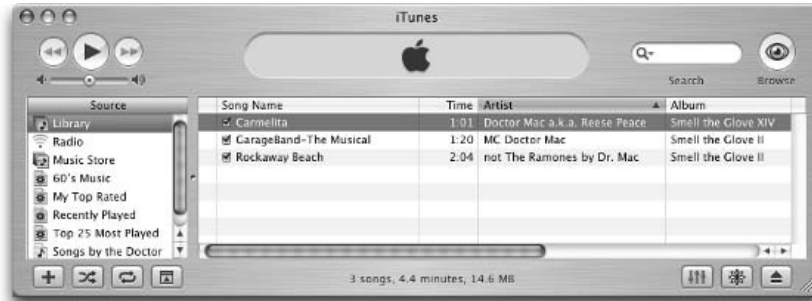 iTunes
Search
Browse
Source
Song Name Time Artist Album
Library
Carmelita 1:01 Doctor Mac a.k.a. Reese Peace Smell the Glove XIV
Radio
GarageBand-The Musical 1:20 MC Doctor Mac Smell the Glove II
Music Store
Rockaway Beach 2:04 not The Ramones by Dr. Mac Smell the Glove II
60's Music
My Top Rated
Recently Played
Top 25 Most Played
Songs by the Doctor
3 songs, 4.4 minutes, 14.6 MB